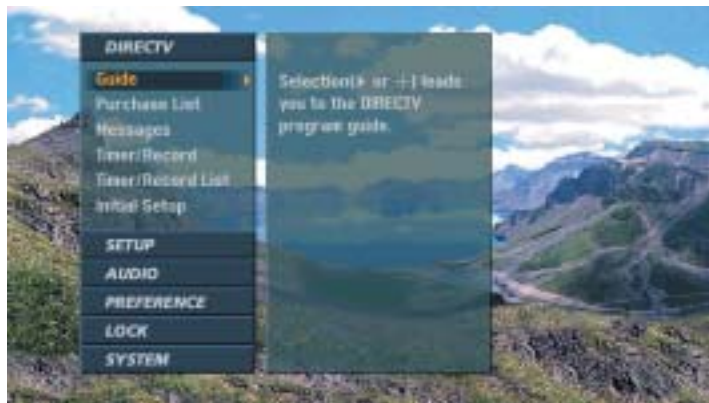 DIRECTV
Guide
Purchase List
Messages
Timer/Record
Timer/Record List
Initial Setup
SETUP
AUDIO
PREFERENCE
LOCK
SYSTEM
Selection(▶ or ⊹) leads
you to the DIRECTV
program guide.